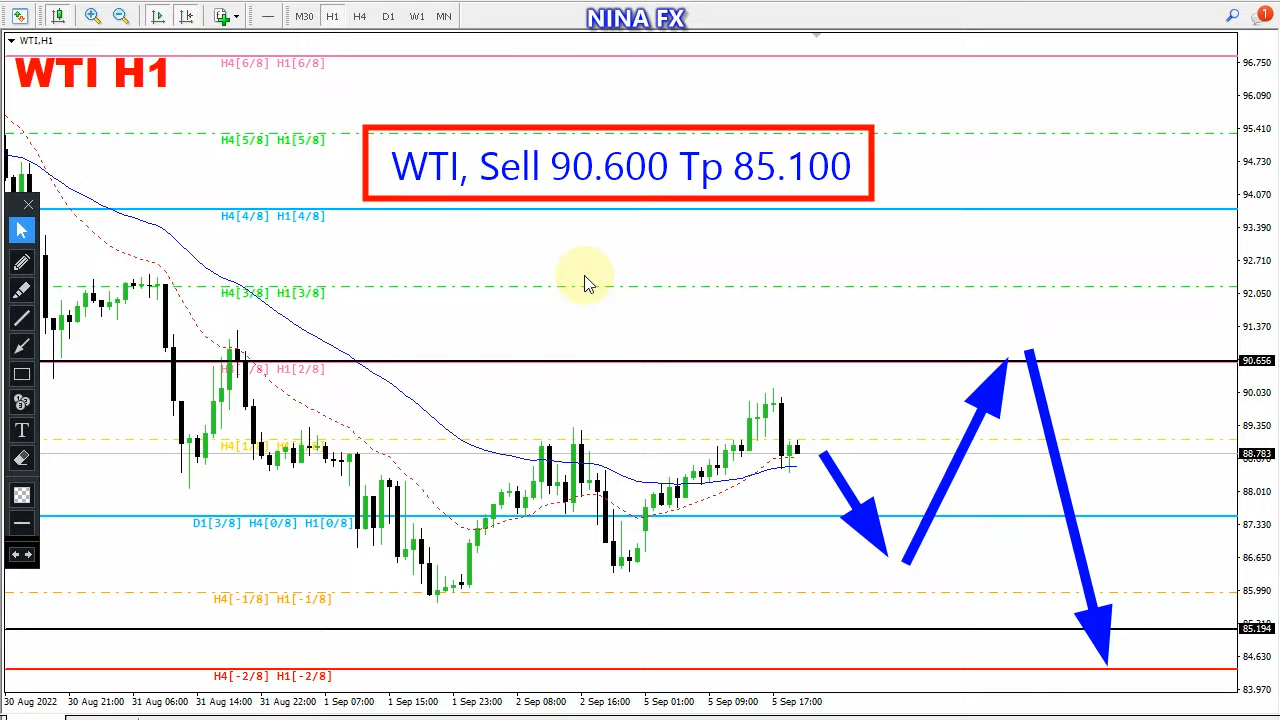 M30 H1 H4 D1 W1 MN
NINA FX
1
WTI,H1
WTI H1
WTI, Sell 90.600 Tp 85.100
H4[6/8] H1[6/8]
H4[5/8] H1[5/8]
H4[4/8] H1[4/8]
H4[3/8] H1[3/8]
/8] H1[2/8]
H4[1/
D1[3/8] H4[0/8] H1[0/8]
H4[-1/8] H1[-1/8]
H4[-2/8] H1[-2/8]
T
96.750
96.090
95.410
94.730
94.070
93.390
92.710
92.050
91.370
90.656
90.030
89.350
88.783
88.010
87.330
86.650
85.990
85.194
84.630
83.970
30 Aug 2022 30 Aug 21:00 31 Aug 06:00 31 Aug 14:00 31 Aug 22:00 1 Sep 07:00 1 Sep 15:00 1 Sep 23:00 2 Sep 08:00 2 Sep 16:00 5 Sep 01:00 5 Sep 09:00 5 Sep 17:00